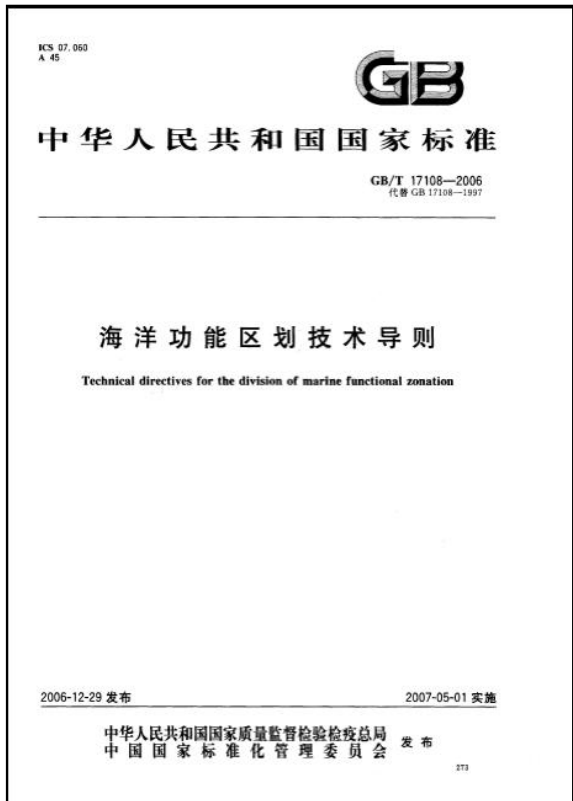 ICS 07.060
A 45
GB
中华人民共和国国家标准
GB/T 17108—2006
代替 GB 17108—1997
海洋功能区划技术导则
Technical directives for the division of marine functional zonation
2006-12-29 发布
2007-05-01 实施
中华人民共和国国家质量监督检验检疫总局
中国国家标准化管理委员会
发布
273